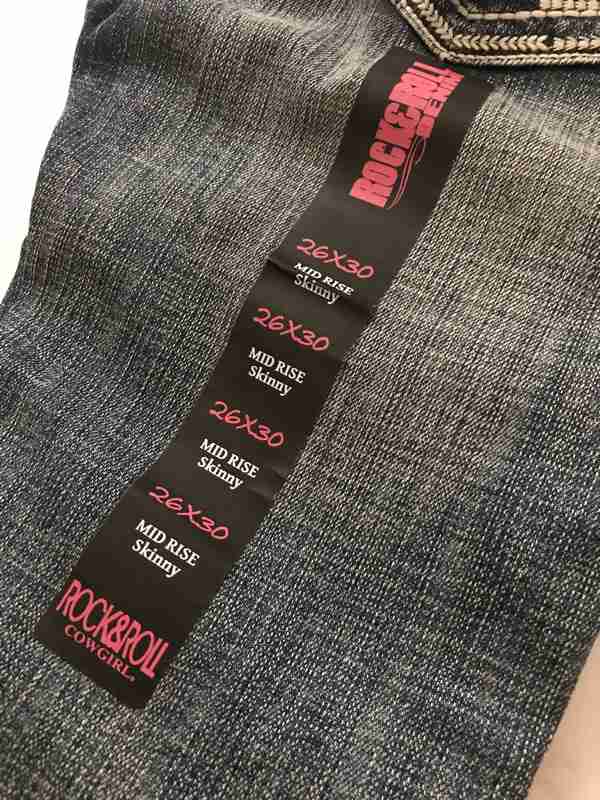 ROCK&ROLL
DENIM
26X30
MID RISE
Skinny
26X30
MID RISE
Skinny
26X30
MID RISE
Skinny
26X30
MID RISE
Skinny
ROCK&ROLL
COWGIRL®